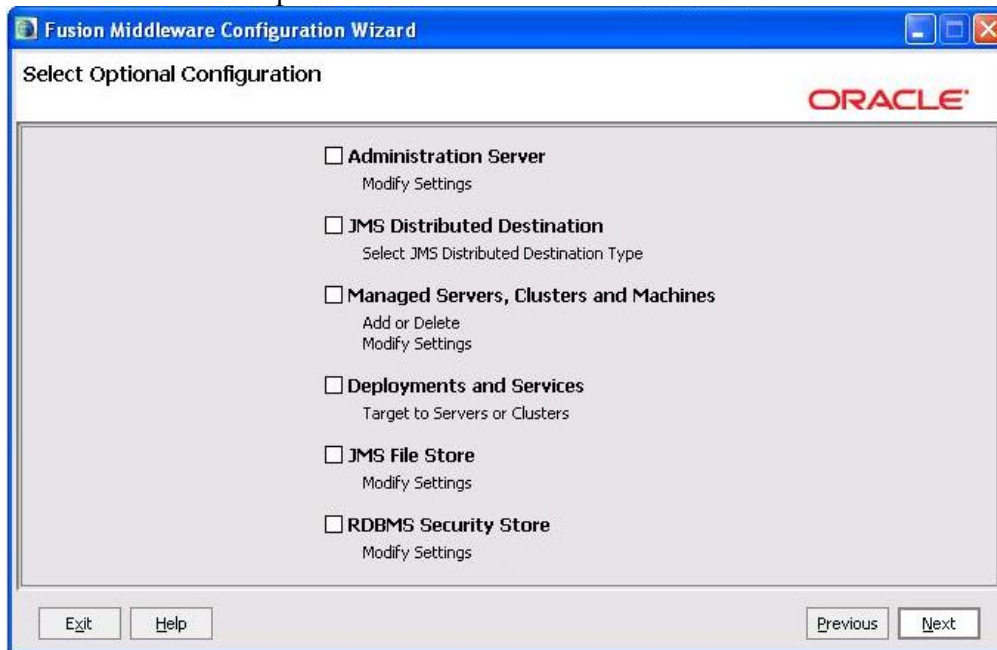 Fusion Middleware Configuration Wizard
Select Optional Configuration
ORACLE
Administration Server
Modify Settings
JMS Distributed Destination
Select JMS Distributed Destination Type
Managed Servers, Clusters and Machines
Add or Delete
Modify Settings
Deployments and Services
Target to Servers or Clusters
JMS File Store
Modify Settings
RDBMS Security Store
Modify Settings
Exit Help Previous Next